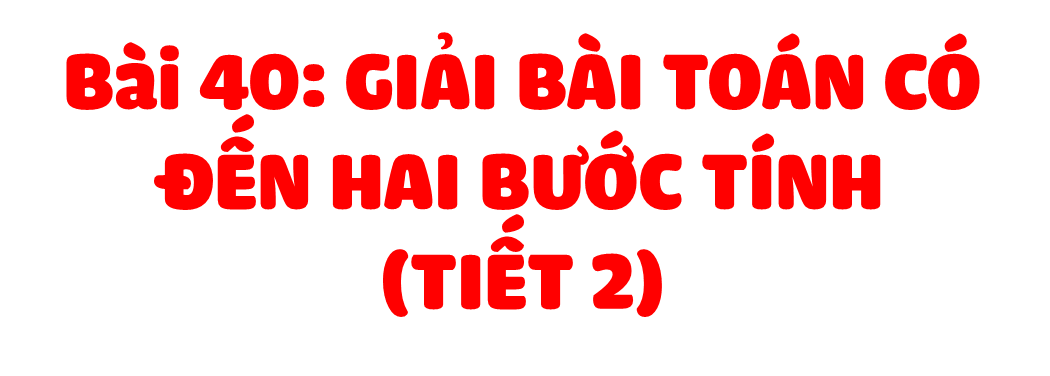 Bài 40: GIẢI BÀI TOÁN CÓ
ĐẾN HAI BƯỚC TÍNH
(TIẾT 2)